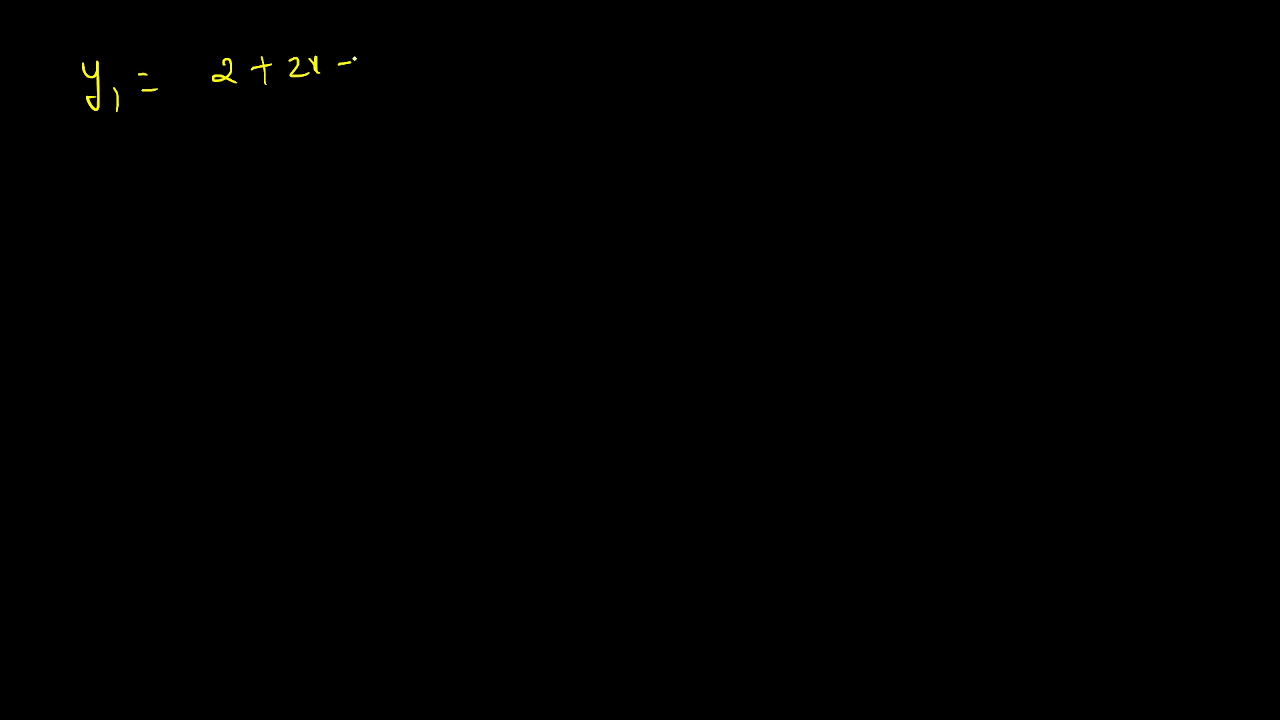 y₁ = 2 + 2x -